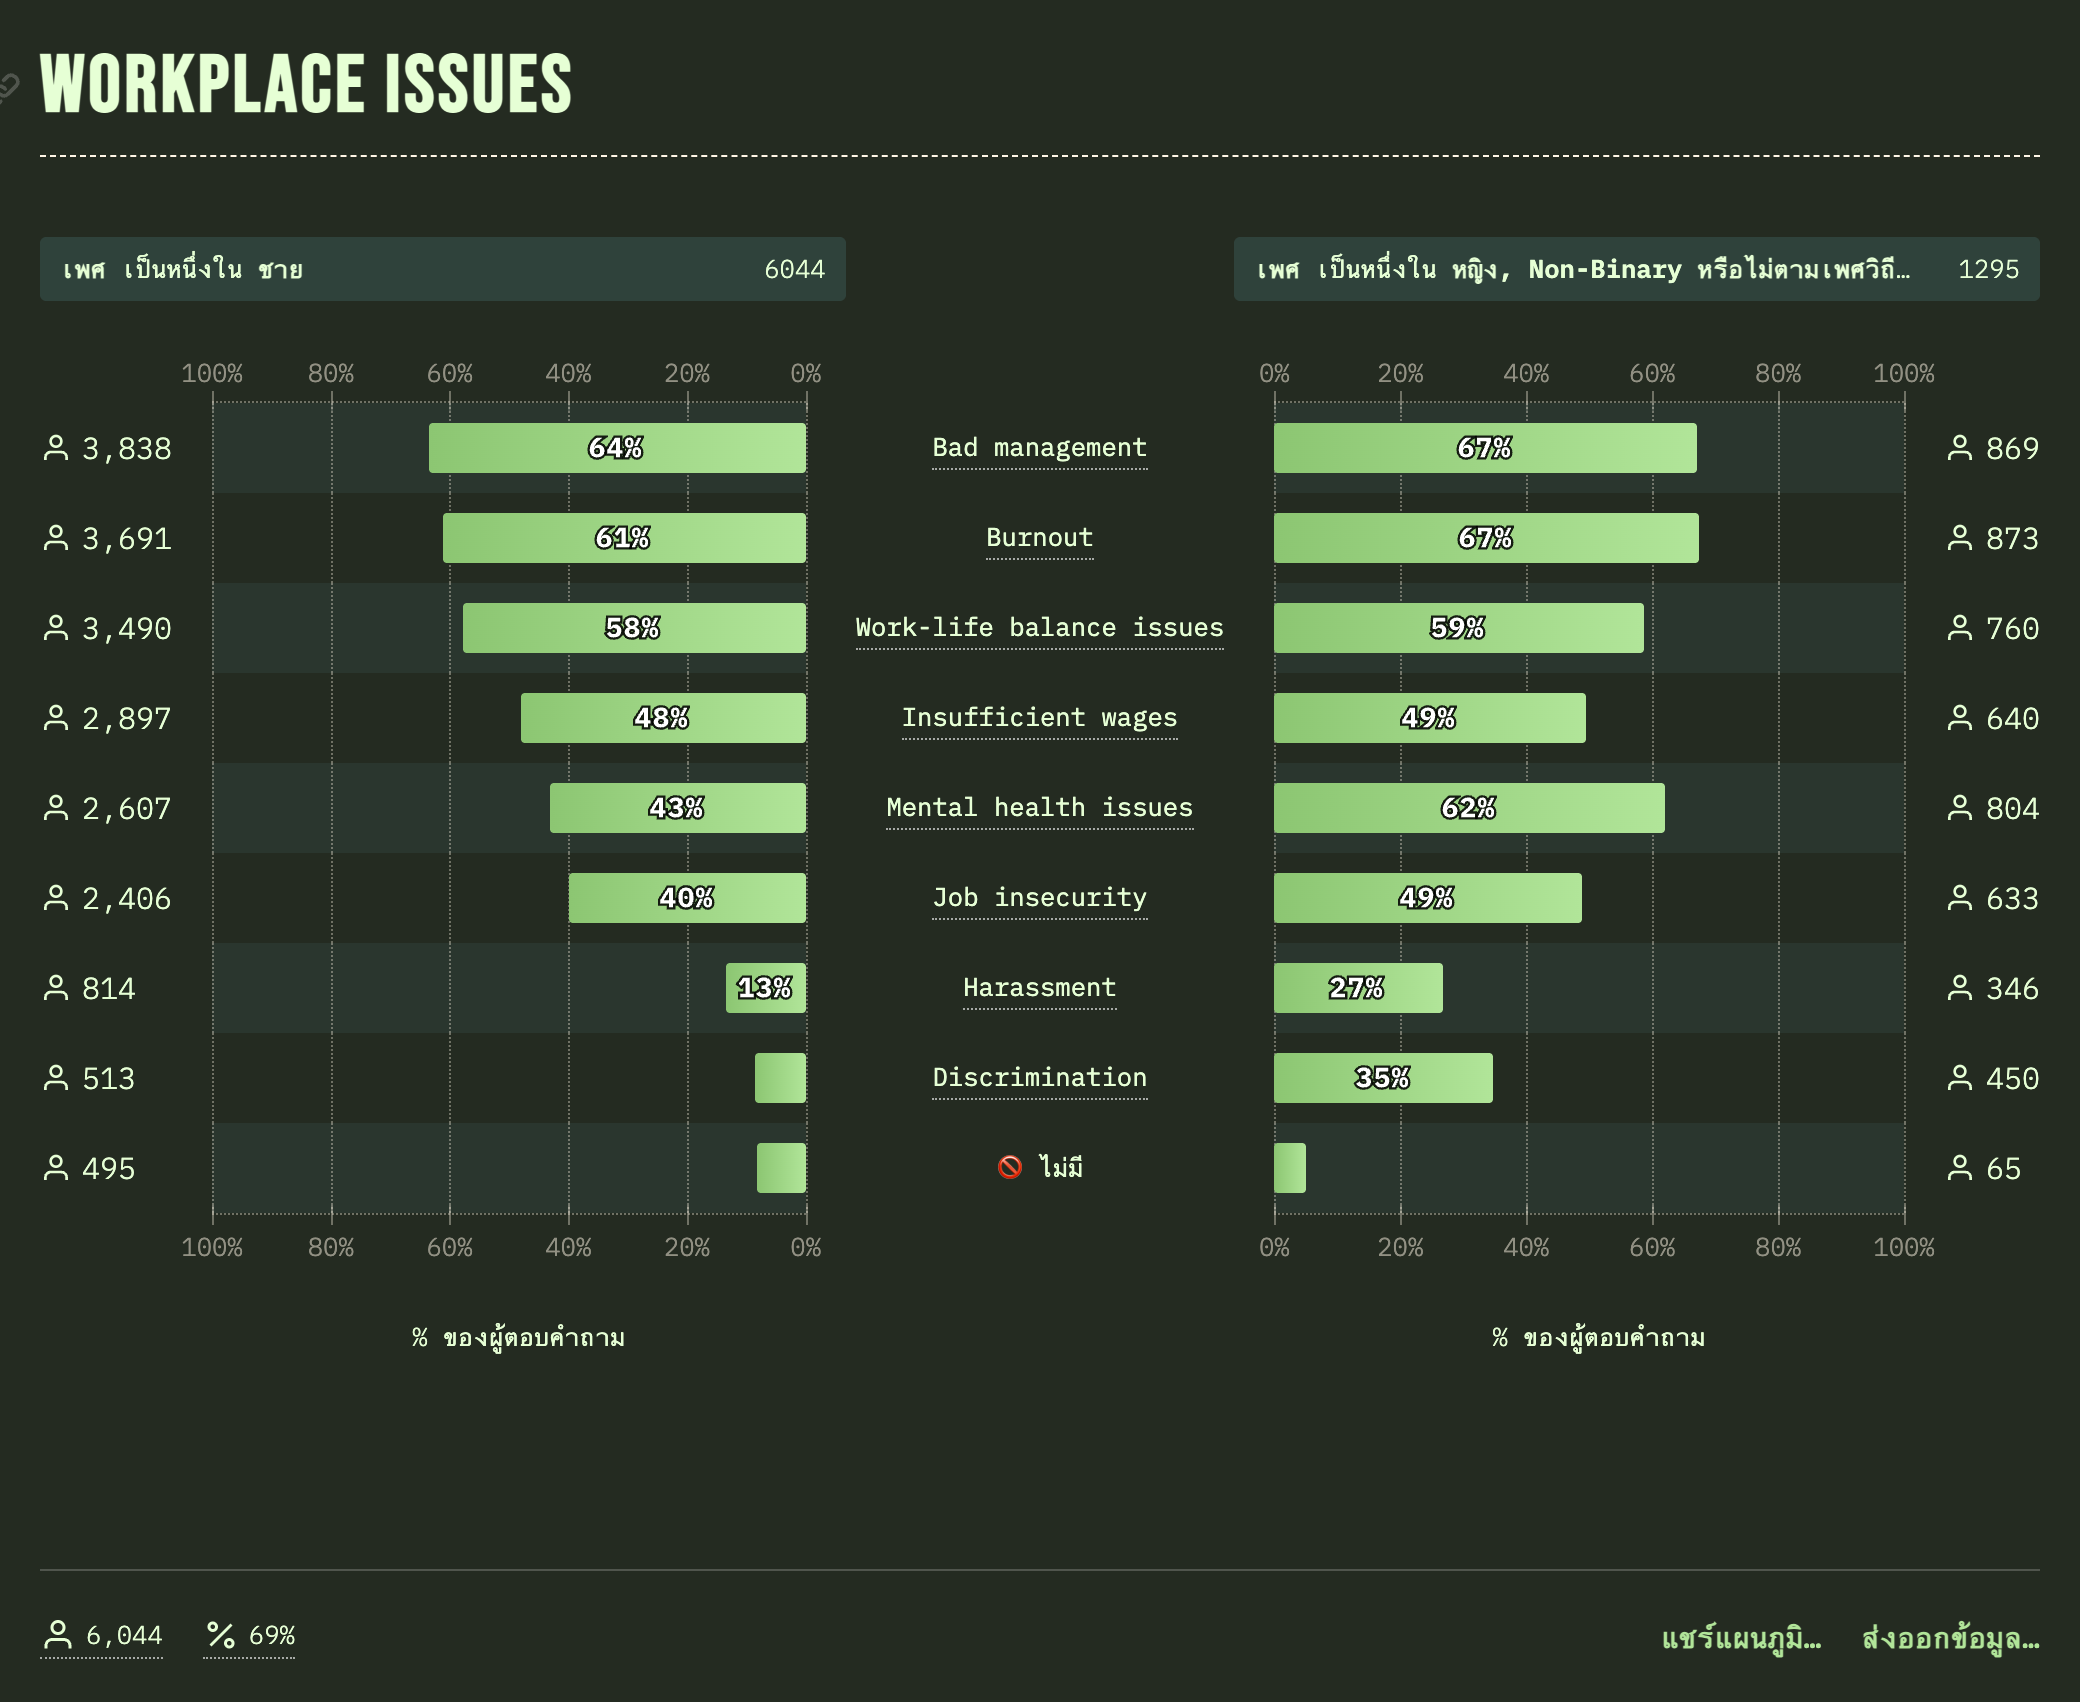 WORKPLACE ISSUES
เพศ เป็นหนึ่งใน ชาย 6044
เพศ เป็นหนึ่งใน หญิง, Non-Binary หรือไม่ตามเพศวิถี… 1295
100% 80% 60% 40% 20% 0%
0% 20% 40% 60% 80% 100%
3,838 64% Bad management 67% 869
3,691 61% Burnout 67% 873
3,490 58% Work-life balance issues 59% 760
2,897 48% Insufficient wages 49% 640
2,607 43% Mental health issues 62% 804
2,406 40% Job insecurity 49% 633
814 13% Harassment 27% 346
513 Discrimination 35% 450
495 🚫 ไม่มี 65
100% 80% 60% 40% 20% 0%
0% 20% 40% 60% 80% 100%
% ของผู้ตอบคำถาม
% ของผู้ตอบคำถาม
6,044 % 69%
แชร์แผนภูมิ… ส่งออกข้อมูล…